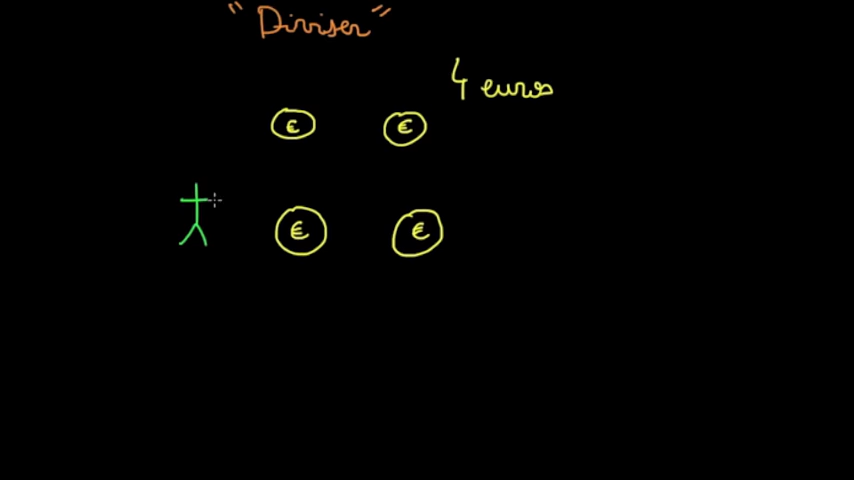 "Diviser"
4 euros
€ €
€ €